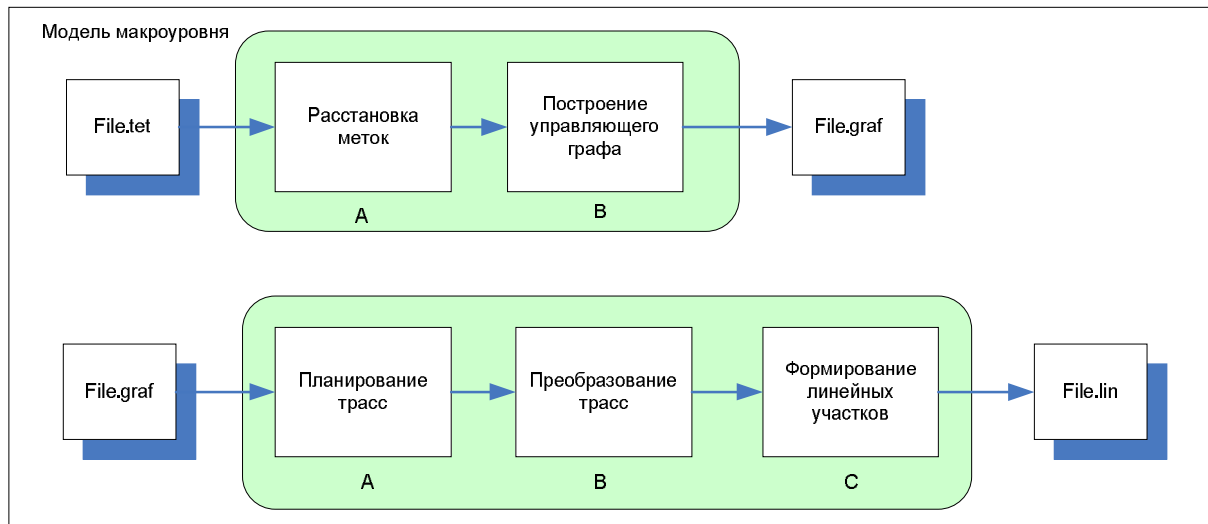 Модель макроуровня
File.tet
Расстановка
меток
A
Построение
управляющего
графа
B
File.graf
File.graf
Планирование
трасс
A
Преобразование
трасс
B
Формирование
линейных
участков
C
File.lin